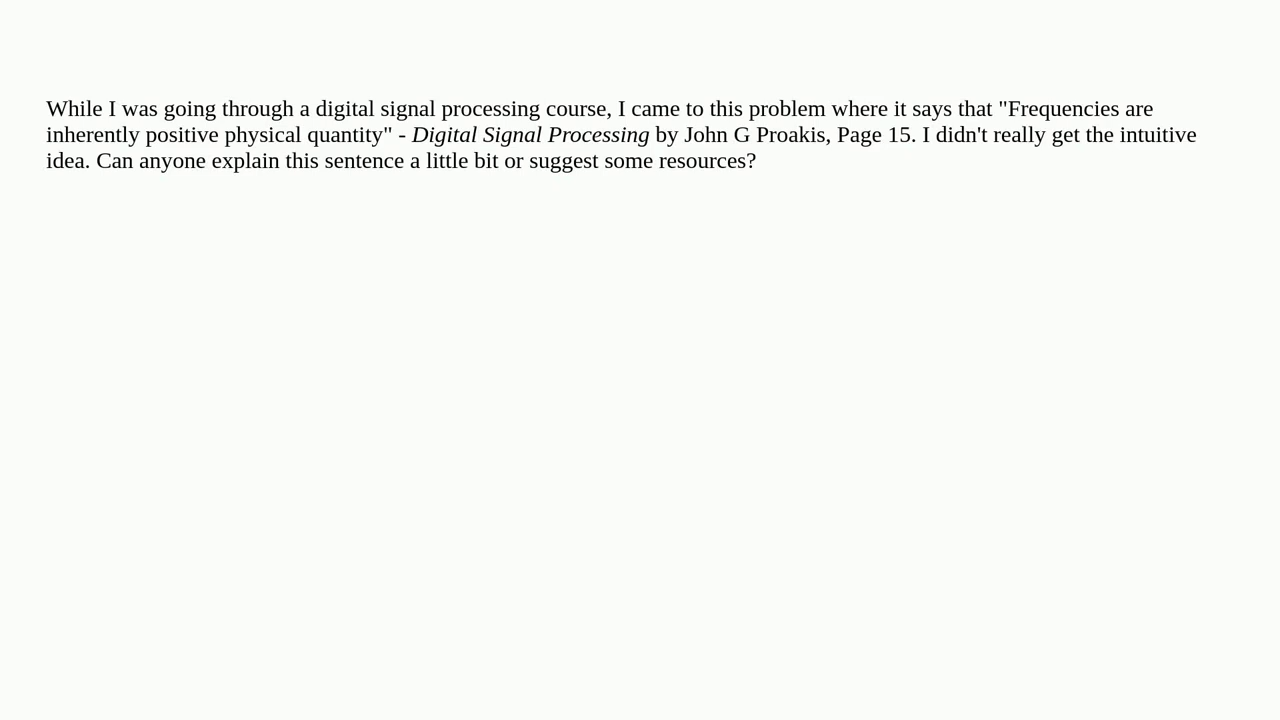 While I was going through a digital signal processing course, I came to this problem where it says that "Frequencies are
inherently positive physical quantity" - Digital Signal Processing by John G Proakis, Page 15. I didn't really get the intuitive
idea. Can anyone explain this sentence a little bit or suggest some resources?